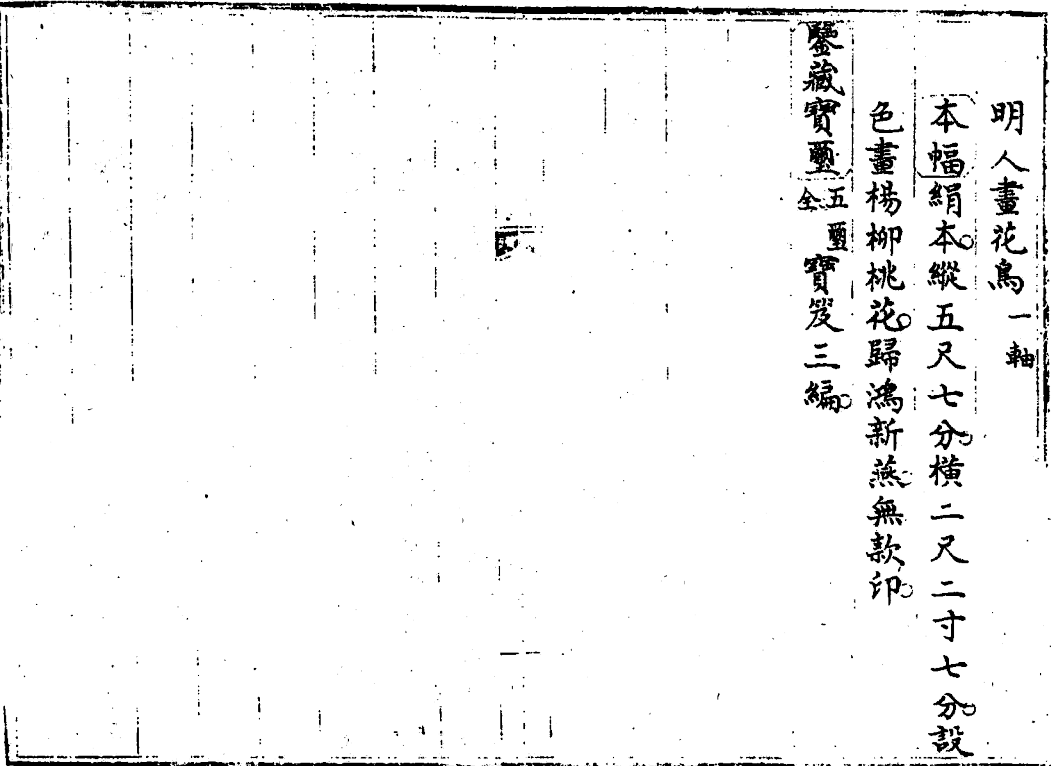 明人畫花鳥一軸
本幅絹本。縱五尺七分。橫二尺二寸七分。設
色畫楊柳桃花。歸鴻新燕。無款印。
鑒藏寶璽五璽全寶笈三編。